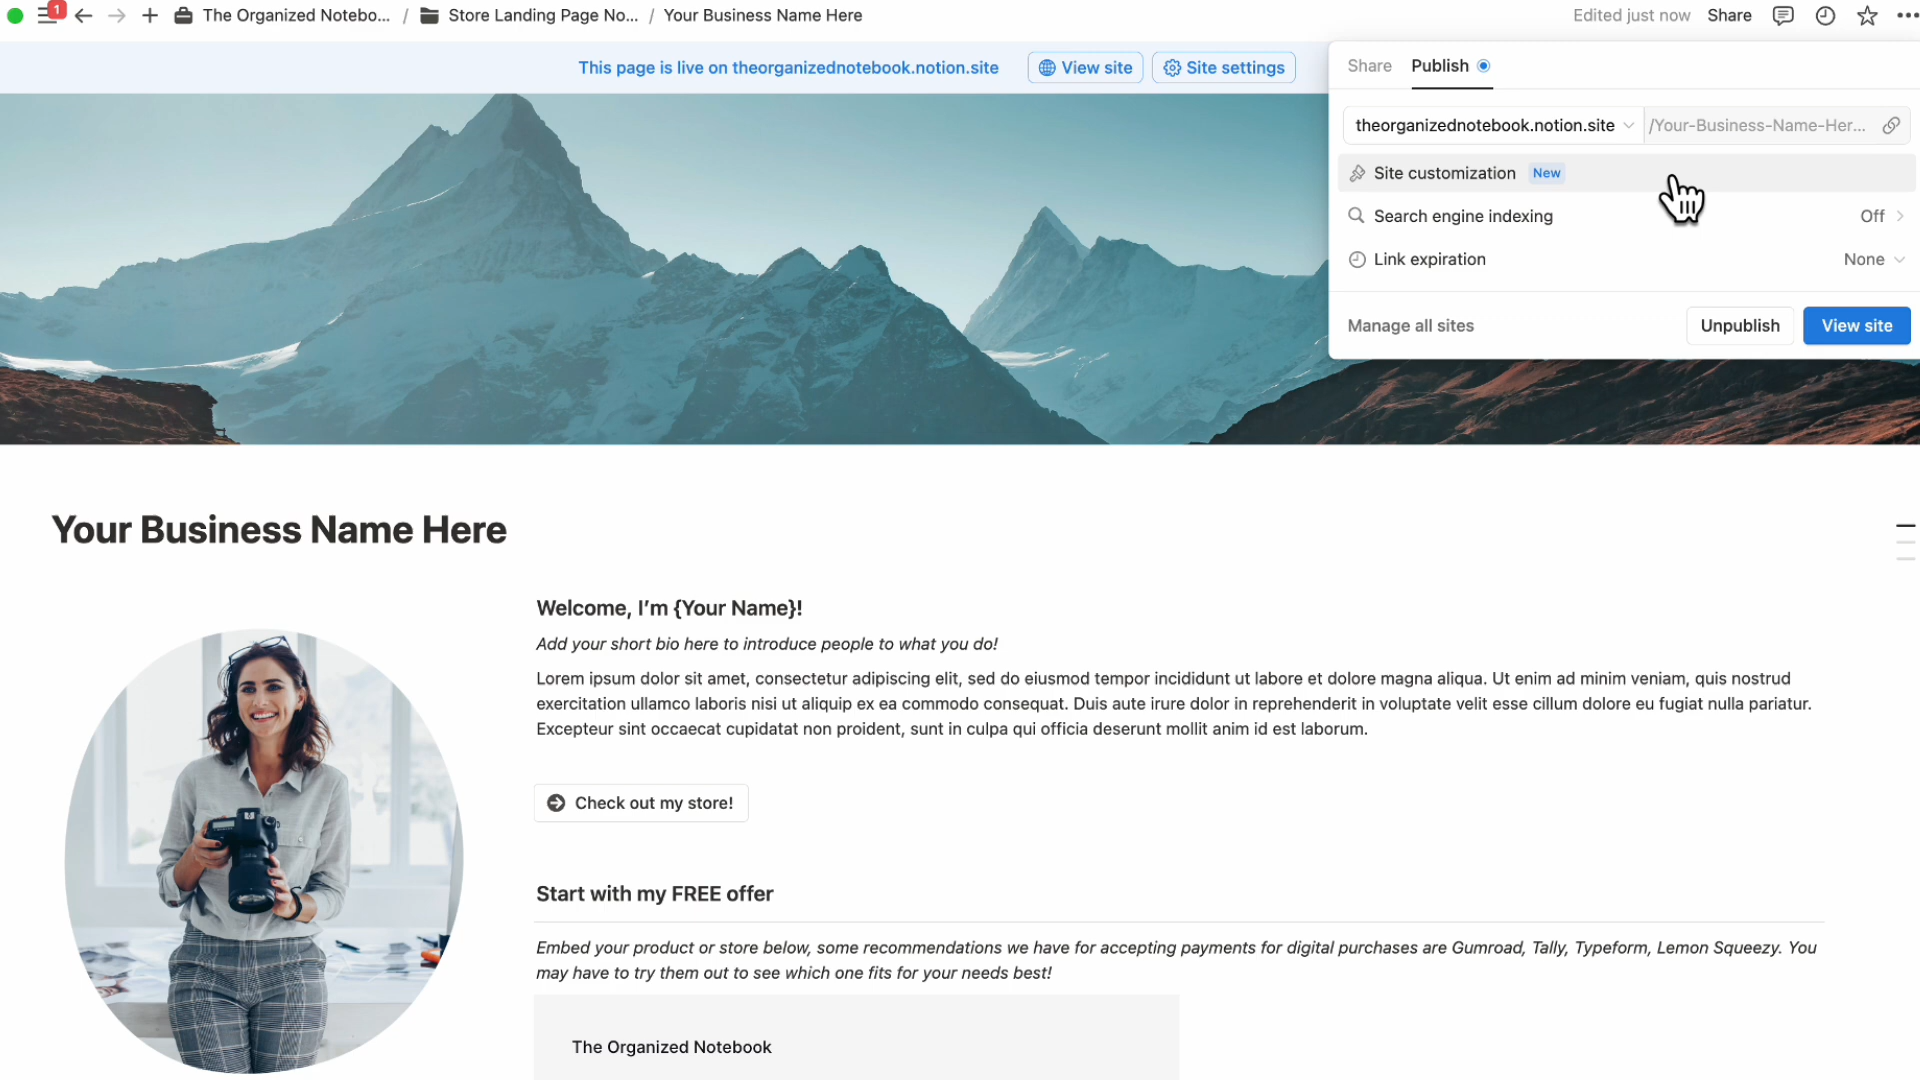 1
The Organized Notebo... / Store Landing Page No... / Your Business Name Here
Edited just now Share
This page is live on theorganizednotebook.notion.site View site Site settings
Share Publish
theorganizednotebook.notion.site /Your-Business-Name-Her...
Site customization New
Search engine indexing Off
Link expiration None
Manage all sites Unpublish View site
Your Business Name Here
Welcome, I’m {Your Name}!
Add your short bio here to introduce people to what you do!
Lorem ipsum dolor sit amet, consectetur adipiscing elit, sed do eiusmod tempor incididunt ut labore et dolore magna aliqua. Ut enim ad minim veniam, quis nostrud
exercitation ullamco laboris nisi ut aliquip ex ea commodo consequat. Duis aute irure dolor in reprehenderit in voluptate velit esse cillum dolore eu fugiat nulla pariatur.
Excepteur sint occaecat cupidatat non proident, sunt in culpa qui officia deserunt mollit anim id est laborum.
Check out my store!
Start with my FREE offer
Embed your product or store below, some recommendations we have for accepting payments for digital purchases are Gumroad, Tally, Typeform, Lemon Squeezy. You
may have to try them out to see which one fits for your needs best!
The Organized Notebook